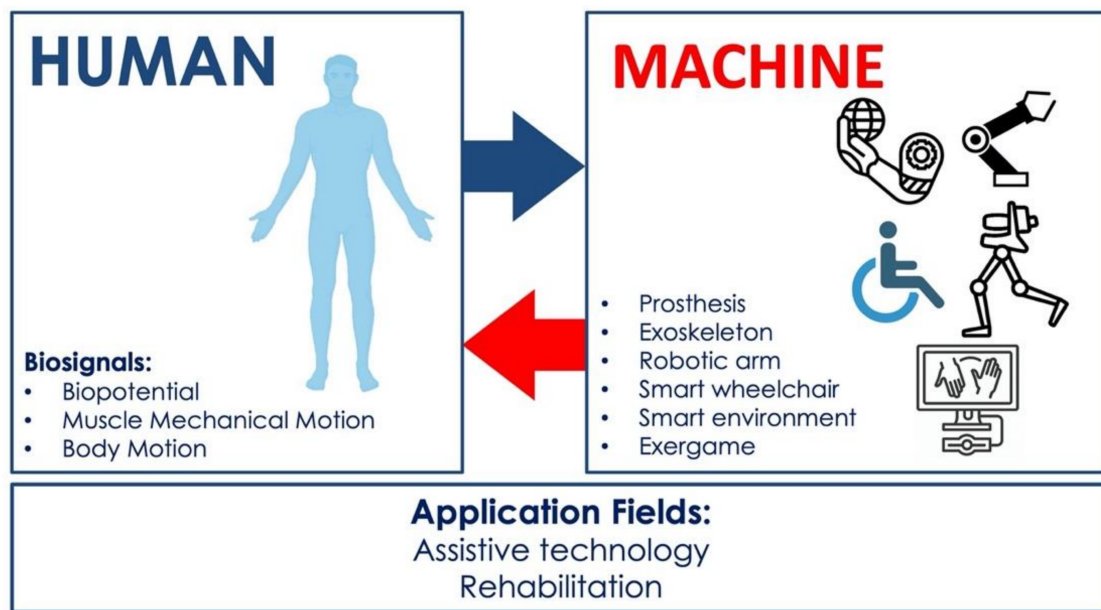 HUMAN
Biosignals:
• Biopotential
• Muscle Mechanical Motion
• Body Motion
MACHINE
• Prosthesis
• Exoskeleton
• Robotic arm
• Smart wheelchair
• Smart environment
• Exergame
Application Fields:
Assistive technology
Rehabilitation